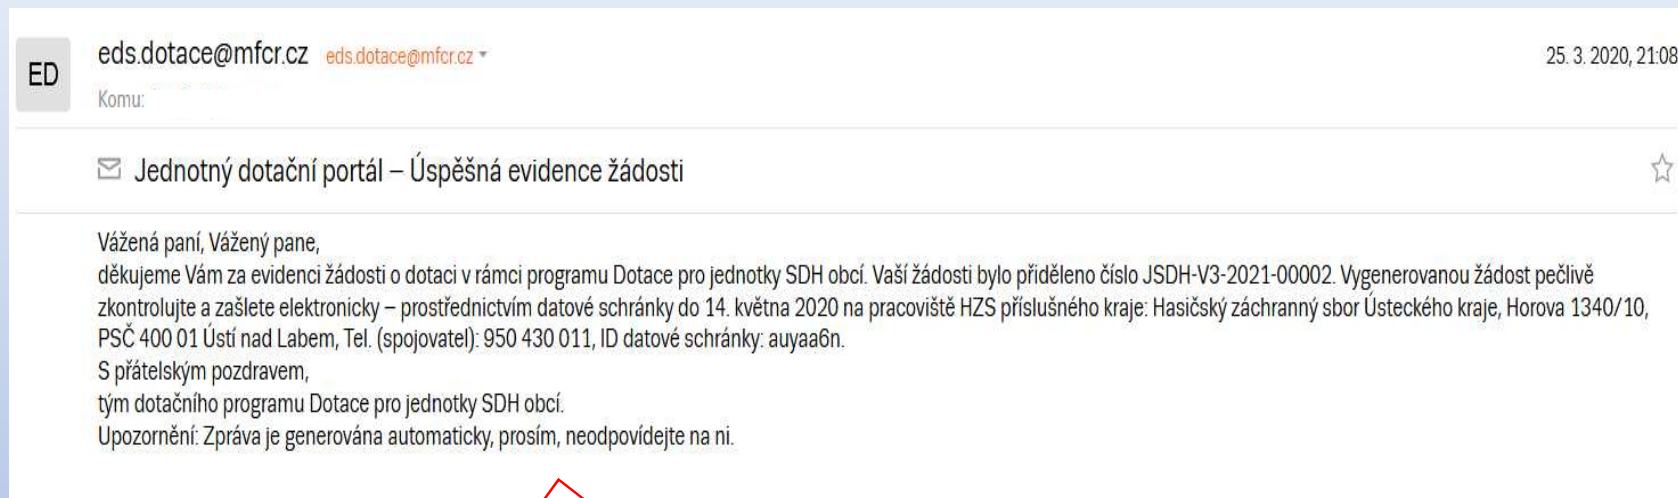 ED
eds.dotace@mfcr.cz eds.dotace@mfcr.cz
25. 3. 2020, 21:08
Komu:
Jednotný dotační portál – Úspěšná evidence žádosti
Vážená paní, Vážený pane,
děkujeme Vám za evidenci žádosti o dotaci v rámci programu Dotace pro jednotky SDH obcí. Vaší žádosti bylo přiděleno číslo JSDH-V3-2021-00002. Vygenerovanou žádost pečlivě
zkontrolujte a zašlete elektronicky – prostřednictvím datové schránky do 14. května 2020 na pracoviště HZS příslušného kraje: Hasičský záchranný sbor Ústeckého kraje, Horova 1340/10,
PSČ 400 01 Ústí nad Labem, Tel. (spojovatel): 950 430 011, ID datové schránky: auyaa6n.
S přátelským pozdravem,
tým dotačního programu Dotace pro jednotky SDH obcí.
Upozornění: Zpráva je generována automaticky, prosím, neodpovídejte na ni.